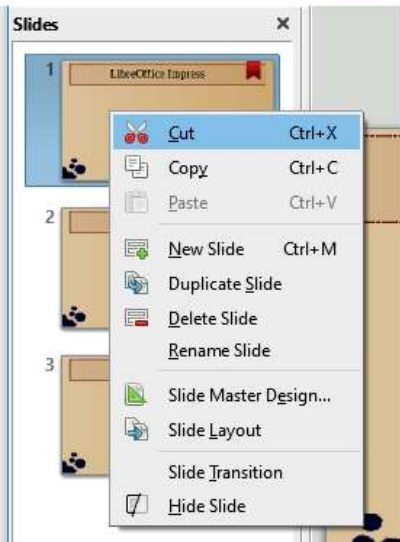 Slides
1
LibreOffice Impress
Cut Ctrl+X
Copy Ctrl+C
Paste Ctrl+V
2
New Slide Ctrl+M
Duplicate Slide
Delete Slide
Rename Slide
3
Slide Master Design...
Slide Layout
Slide Transition
Hide Slide